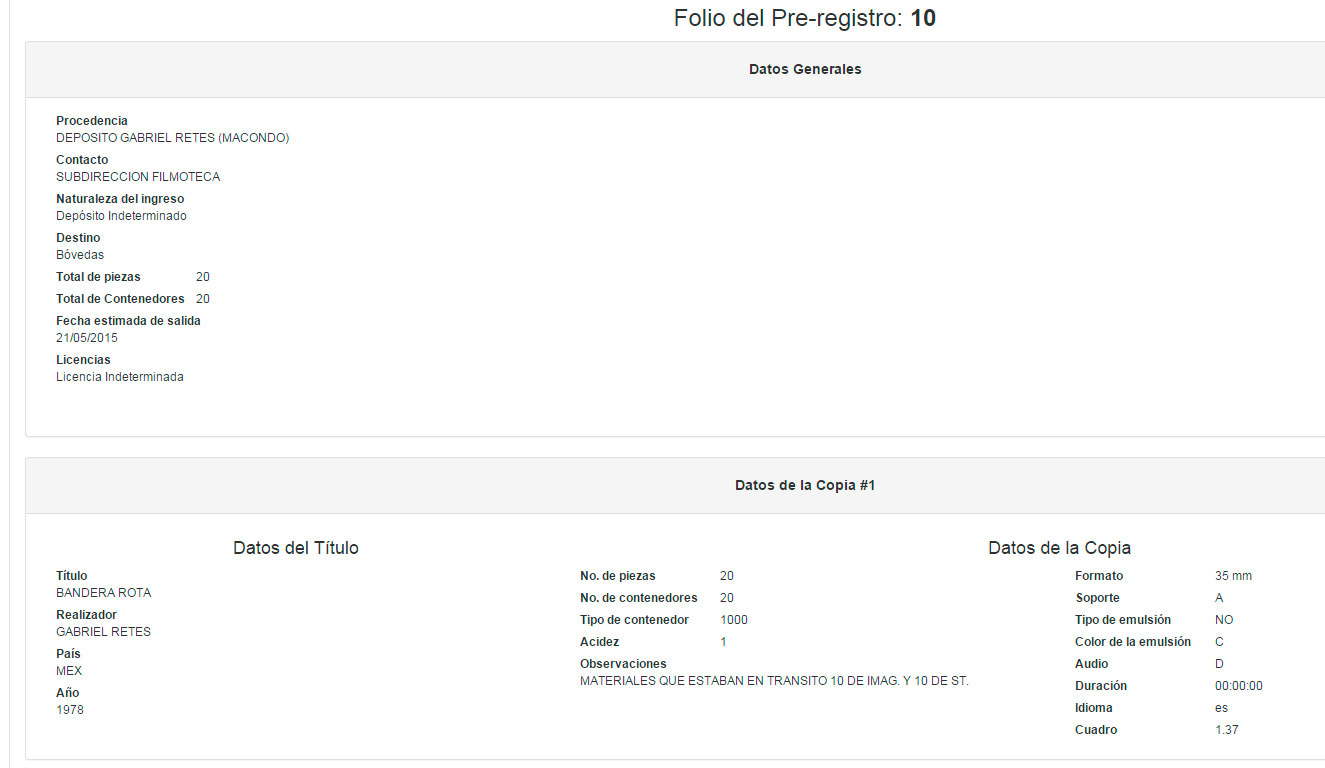 Folio del Pre-registro: 10
Datos Generales
Procedencia
DEPOSITO GABRIEL RETES (MACONDO)
Contacto
SUBDIRECCION FILMOTECA
Naturaleza del ingreso
Depósito Indeterminado
Destino
Bóvedas
Total de piezas 20
Total de Contenedores 20
Fecha estimada de salida
21/05/2015
Licencias
Licencia Indeterminada
Datos de la Copia #1
Datos del Título
Título
BANDERA ROTA
Realizador
GABRIEL RETES
País
MEX
Año
1978
Datos de la Copia
No. de piezas 20
No. de contenedores 20
Tipo de contenedor 1000
Acidez 1
Observaciones
MATERIALES QUE ESTABAN EN TRANSITO 10 DE IMAG. Y 10 DE ST.
Formato 35 mm
Soporte A
Tipo de emulsión NO
Color de la emulsión C
Audio D
Duración 00:00:00
Idioma es
Cuadro 1.37